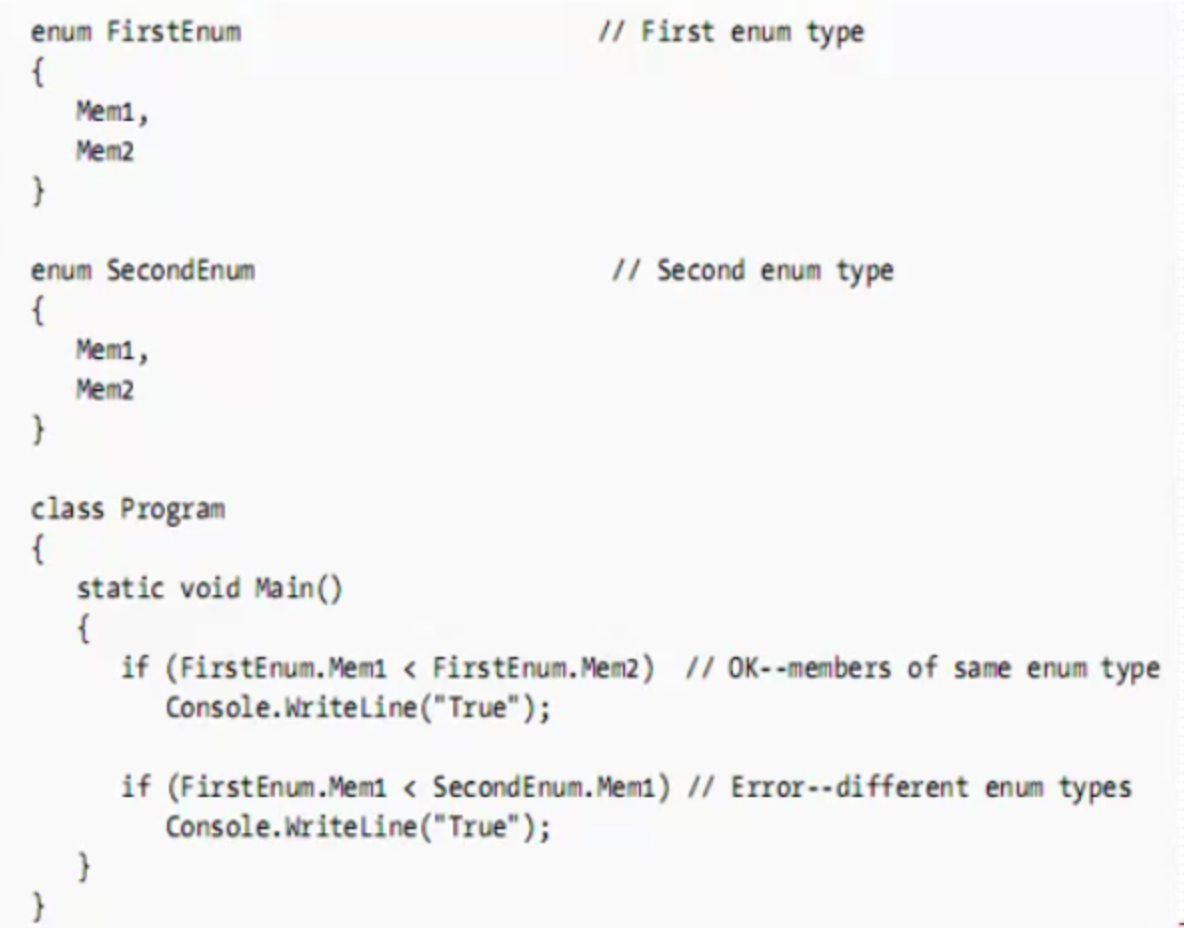 enum FirstEnum // First enum type
{
Mem1,
Mem2
}
enum SecondEnum // Second enum type
{
Mem1,
Mem2
}
class Program
{
static void Main()
{
if (FirstEnum.Mem1 < FirstEnum.Mem2) // OK--members of same enum type
Console.WriteLine("True");
if (FirstEnum.Mem1 < SecondEnum.Mem1) // Error--different enum types
Console.WriteLine("True");
}
}